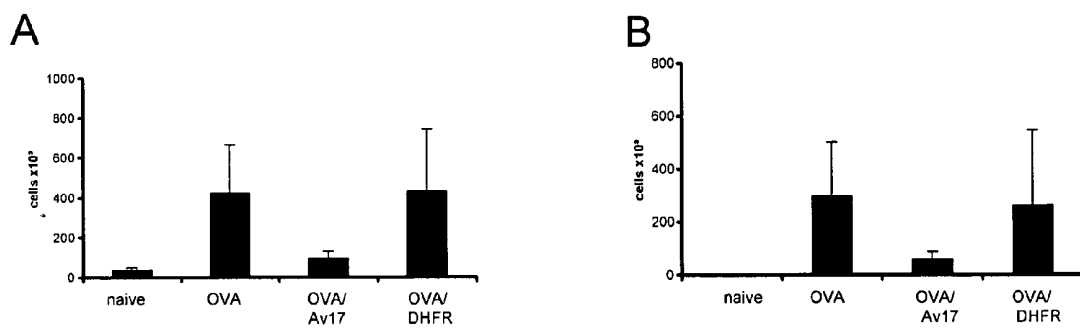 A
cells x10³
1000
800
600
400
200
0
naive
OVA
OVA/
Av17
OVA/
DHFR
B
cells x10³
800
600
400
200
0
naive
OVA
OVA/
Av17
OVA/
DHFR